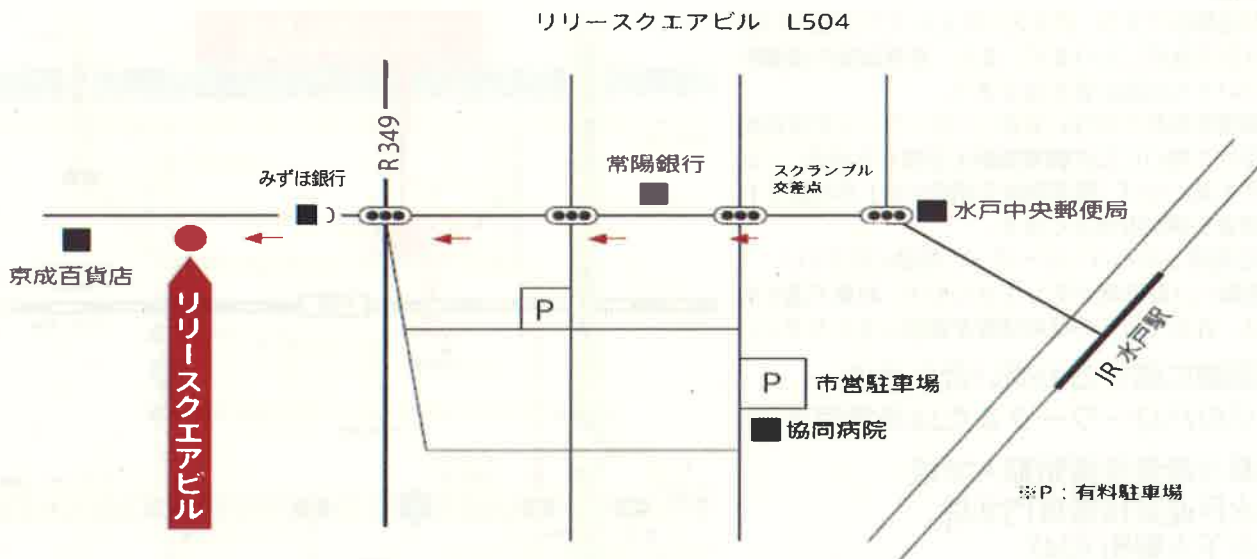 リリースクエアビル　L504
R349
みずほ銀行
常陽銀行
スクランブル
交差点
水戸中央郵便局
京成百貨店
リリースクエアビル
P
P
市営駐車場
協同病院
JR 水戸駅
※P：有料駐車場